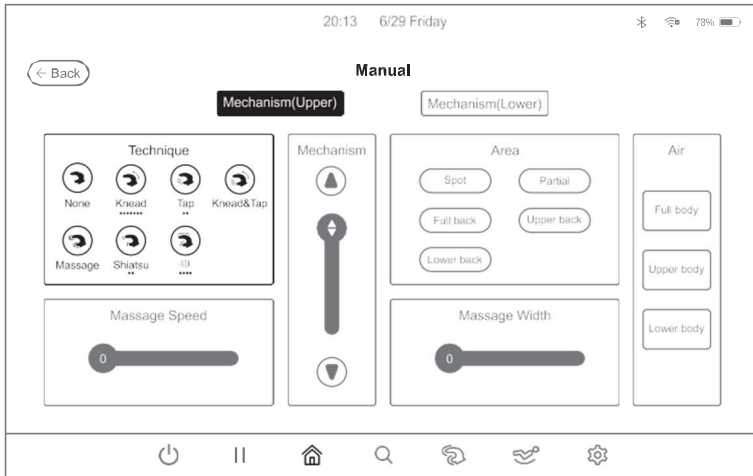 20:13 6/29 Friday 78%
← Back
Manual
Mechanism(Upper) Mechanism(Lower)
Technique
None Knead Tap Knead&Tap
Massage Shiatsu 4D
Mechanism
Area
Spot Partial
Full back Upper back
Lower back
Air
Full body
Upper body
Lower body
Massage Speed
0
Massage Width
0